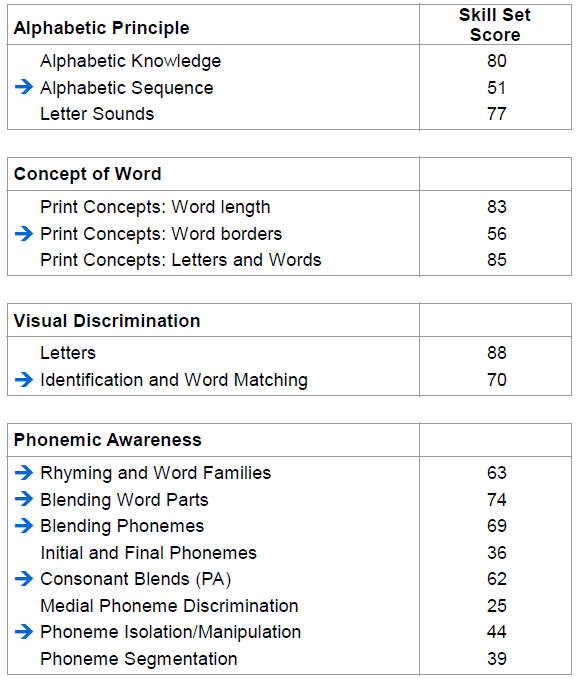 Alphabetic Principle Skill Set Score
Alphabetic Knowledge 80
➔ Alphabetic Sequence 51
Letter Sounds 77
Concept of Word
Print Concepts: Word length 83
➔ Print Concepts: Word borders 56
Print Concepts: Letters and Words 85
Visual Discrimination
Letters 88
➔ Identification and Word Matching 70
Phonemic Awareness
➔ Rhyming and Word Families 63
➔ Blending Word Parts 74
➔ Blending Phonemes 69
Initial and Final Phonemes 36
➔ Consonant Blends (PA) 62
Medial Phoneme Discrimination 25
➔ Phoneme Isolation/Manipulation 44
Phoneme Segmentation 39